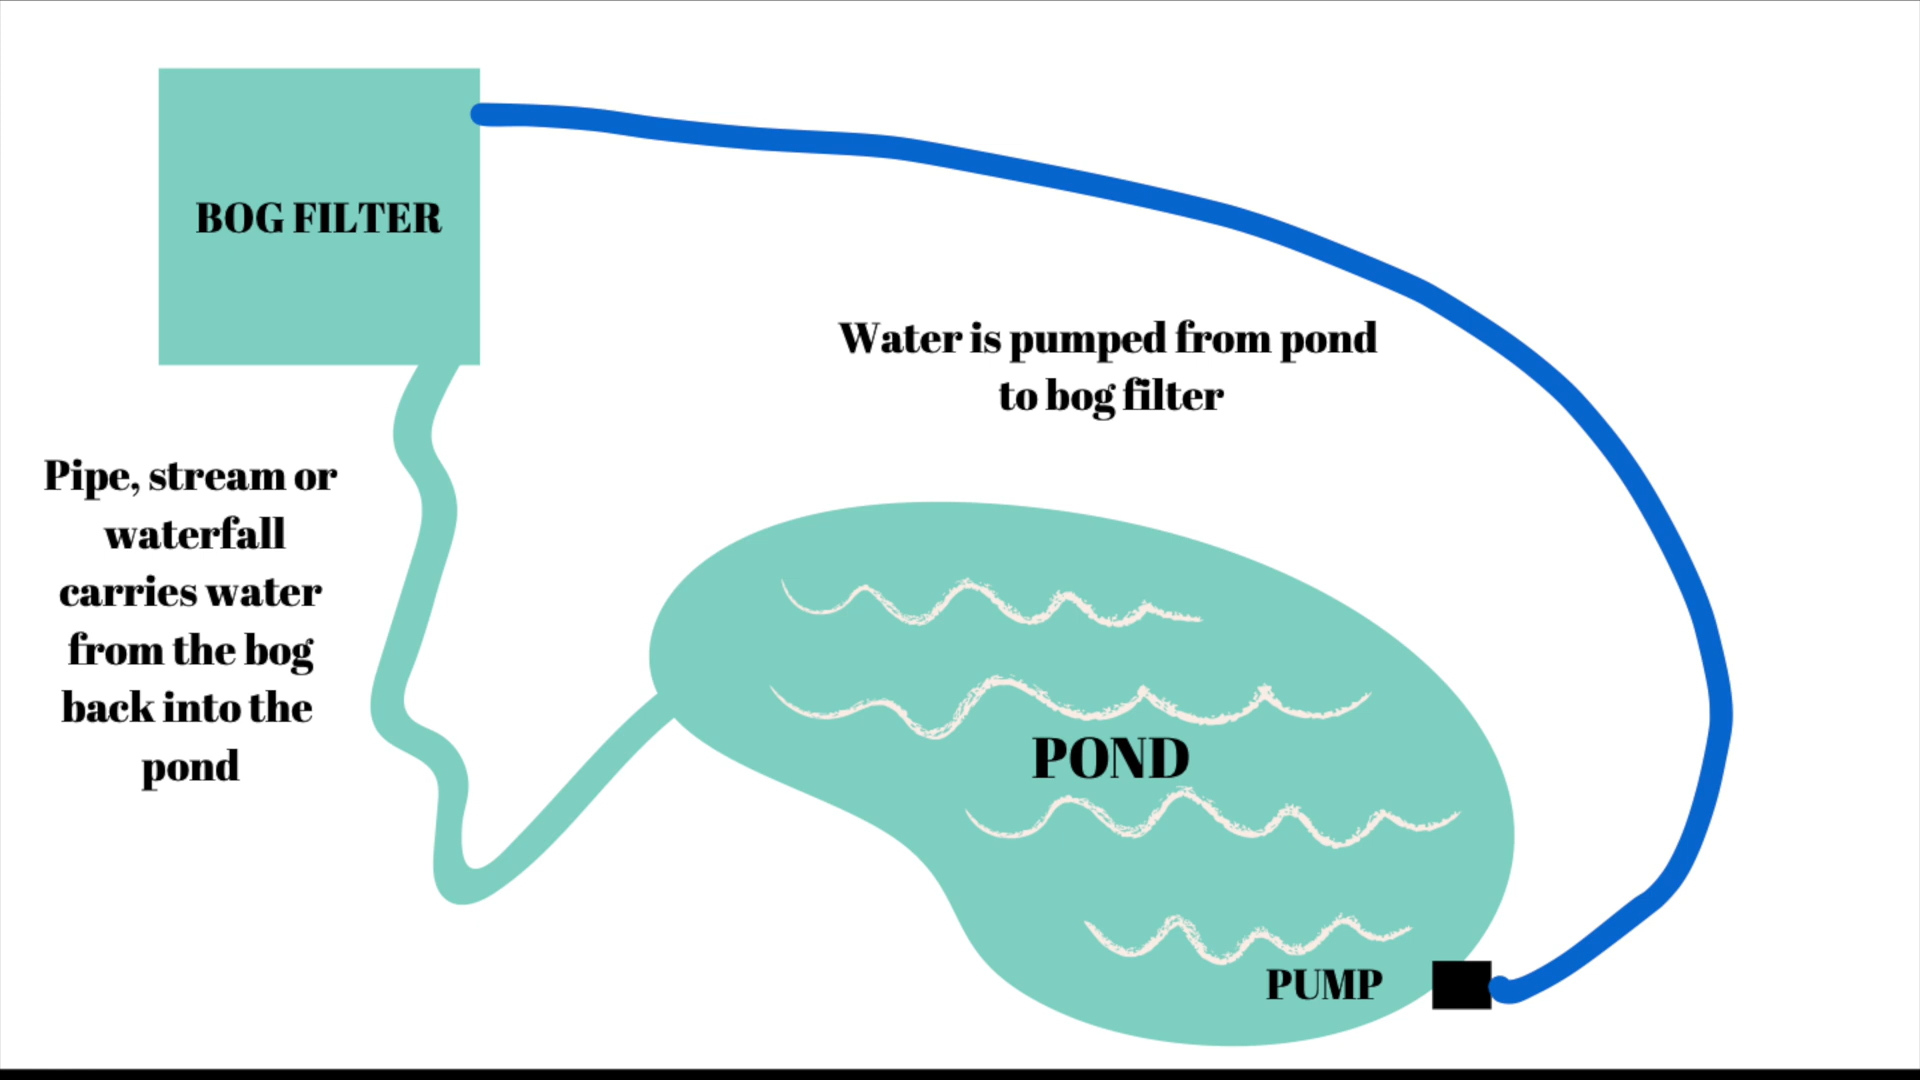 BOG FILTER
Water is pumped from pond
to bog filter
Pipe, stream or
waterfall
carries water
from the bog
back into the
pond
POND
PUMP